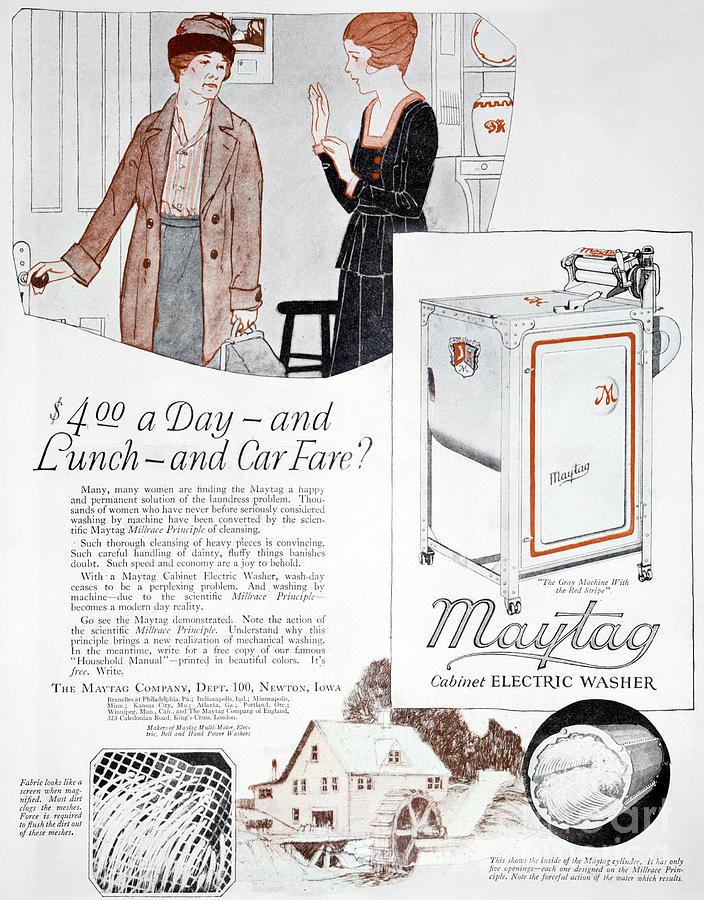 $4.00 a Day – and
Lunch – and Car Fare?
Many, many women are finding the Maytag a happy
and permanent solution of the laundress problem. Thou-
sands of women who have never before seriously considered
washing by machine have been converted by the scien-
tific Maytag Millrace Principle of cleansing.
Such thorough cleansing of heavy pieces is convincing.
Such careful handling of dainty, fluffy things banishes
doubt. Such speed and economy are a joy to behold.
With a Maytag Cabinet Electric Washer, wash-day
ceases to be a perplexing problem. And washing by
machine—due to the scientific Millrace Principle—
becomes a modern day reality.
Go see the Maytag demonstrated. Note the action of
the scientific Millrace Principle. Understand why this
principle brings a new realization of mechanical washing.
In the meantime, write for a free copy of our famous
"Household Manual"—printed in beautiful colors. It's
free. Write.
The Maytag Company, Dept. 100, Newton, Iowa
Branches at Philadelphia, Pa.; Indianapolis, Ind.; Minneapolis,
Minn.; Kansas City, Mo.; Atlanta, Ga.; Portland, Ore.;
Winnipeg, Man., Can., and The Maytag Company of England,
323 Caledonian Road, King's Cross, London.
Makers of Maytag Multi-Motor, Elec-
tric, Belt and Hand Power Washers
Maytag
M
M
Maytag
"The Gray Machine With
the Red Stripe".
Maytag
Cabinet ELECTRIC WASHER
Fabric looks like a
screen when mag-
nified. Most dirt
clogs the meshes.
Force is required
to flush the dirt out
of these meshes.
This shows the inside of the Maytag cylinder. It has only
five openings—each one designed on the Millrace Prin-
ciple. Note the forceful action of the water which results.